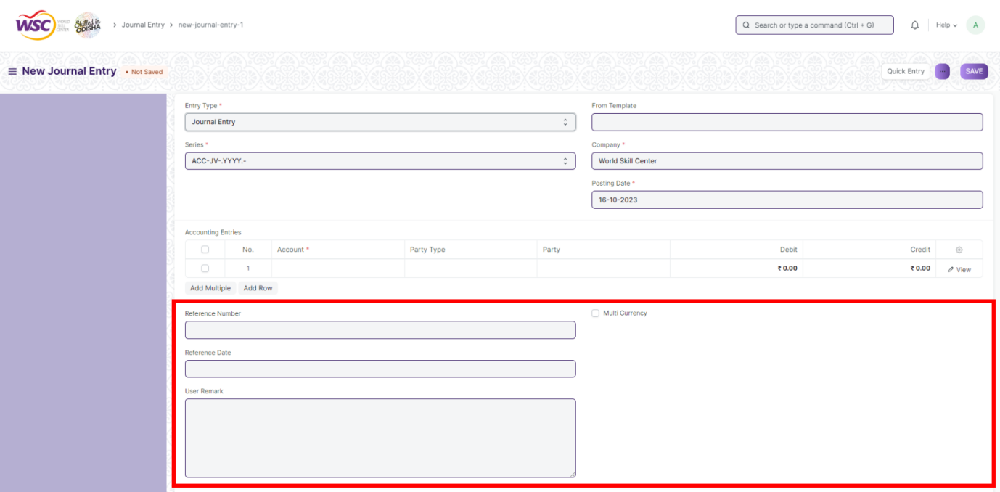 WSC WORLD SKILL CENTER Skilled in ODISHA > Journal Entry > new-journal-entry-1 Search or type a command (Ctrl + G) Help A
New Journal Entry • Not Saved Quick Entry ... SAVE
Entry Type * From Template
Journal Entry
Series * Company *
ACC-JV-.YYYY.- World Skill Center
Posting Date *
16-10-2023
Accounting Entries
No. Account * Party Type Party Debit Credit
1 ₹ 0.00 ₹ 0.00 View
Add Multiple Add Row
Reference Number Multi Currency
Reference Date
User Remark